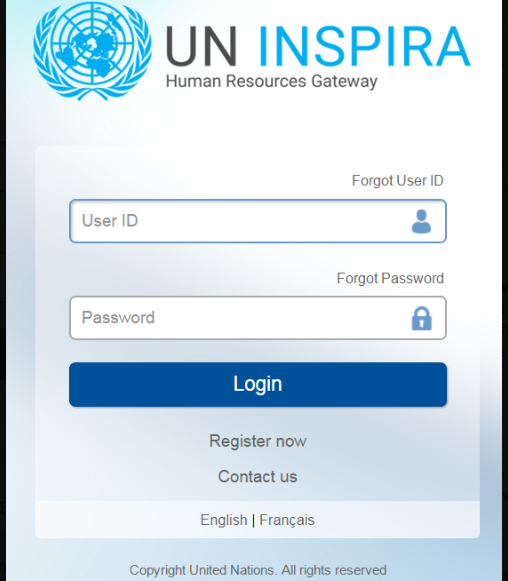 UN INSPIRA
Human Resources Gateway
Forgot User ID
User ID
Forgot Password
Password
Login
Register now
Contact us
English | Français
Copyright United Nations. All rights reserved